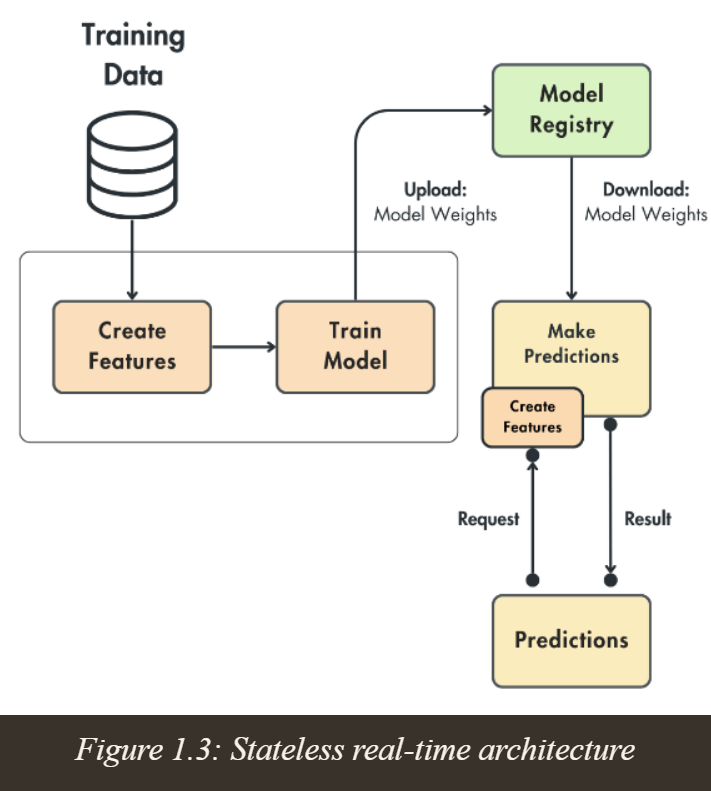 Training
Data
Model
Registry
Upload:
Model Weights
Download:
Model Weights
Create
Features
Train
Model
Make
Predictions
Create
Features
Request
Result
Predictions
Figure 1.3: Stateless real-time architecture